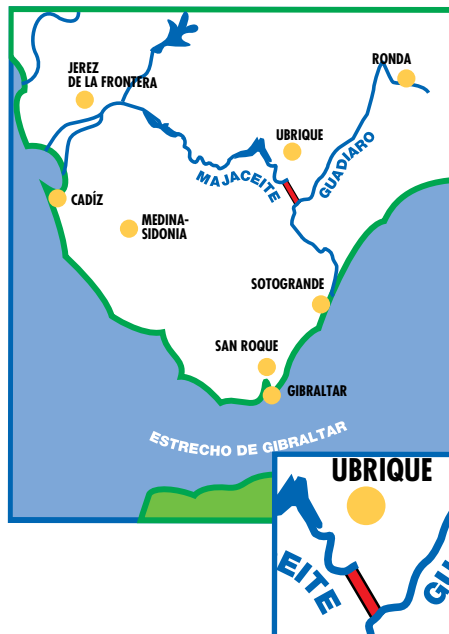 RONDA
JEREZ
DE LA FRONTERA
UBRIQUE
MAJACEITE
GUADIARO
CADÍZ
MEDINA-
SIDONIA
SOTOGRANDE
SAN ROQUE
GIBRALTAR
ESTRECHO DE GIBRALTAR
UBRIQUE
EITE
GU